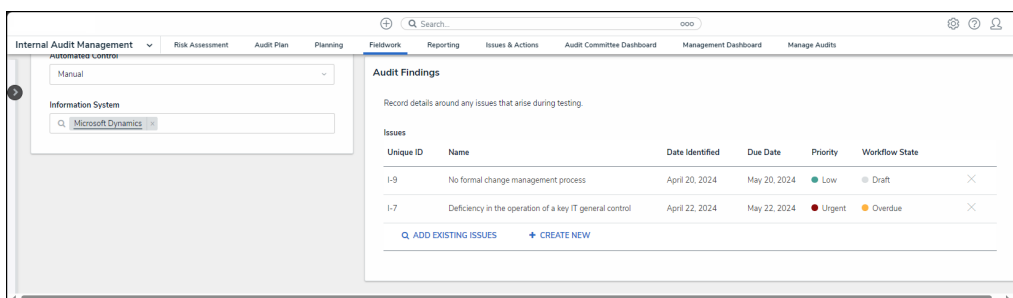 Search...
Internal Audit Management Risk Assessment Audit Plan Planning Fieldwork Reporting Issues & Actions Audit Committee Dashboard Management Dashboard Manage Audits
Automated Control
Manual
Information System
Microsoft Dynamics ×
Audit Findings
Record details around any issues that arise during testing.
Issues
Unique ID Name Date Identified Due Date Priority Workflow State
I-9 No formal change management process April 20, 2024 May 20, 2024 Low Draft
I-7 Deficiency in the operation of a key IT general control April 22, 2024 May 22, 2024 Urgent Overdue
ADD EXISTING ISSUES + CREATE NEW